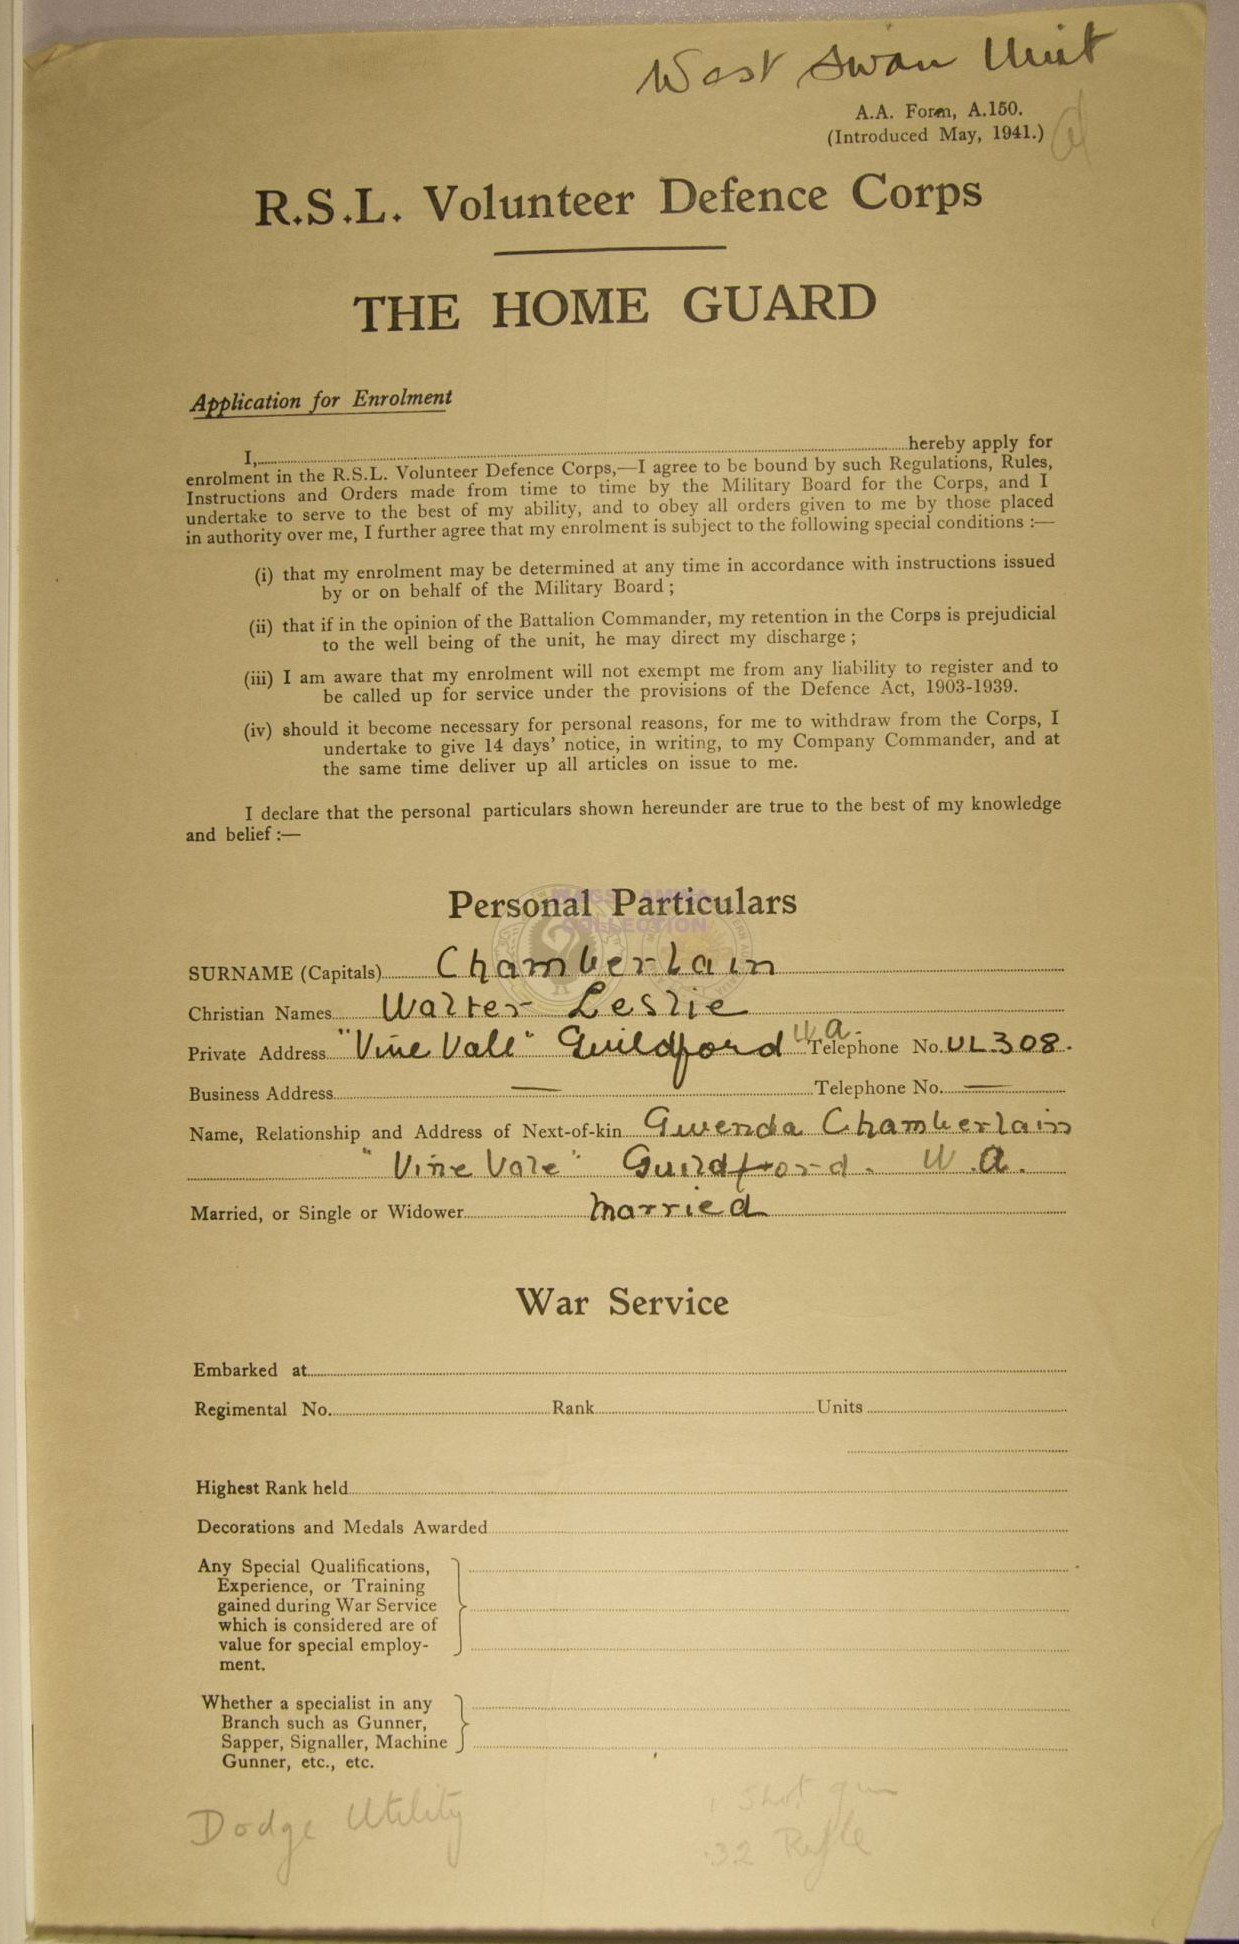 West Swan Unit
A.A. Form, A.150.
(Introduced May, 1941.)
R.S.L. Volunteer Defence Corps
THE HOME GUARD
Application for Enrolment
I,..........hereby apply for
enrolment in the R.S.L. Volunteer Defence Corps,—I agree to be bound by such Regulations, Rules,
Instructions and Orders made from time to time by the Military Board for the Corps, and I
undertake to serve to the best of my ability, and to obey all orders given to me by those placed
in authority over me, I further agree that my enrolment is subject to the following special conditions :—
(i) that my enrolment may be determined at any time in accordance with instructions issued
by or on behalf of the Military Board ;
(ii) that if in the opinion of the Battalion Commander, my retention in the Corps is prejudicial
to the well being of the unit, he may direct my discharge ;
(iii) I am aware that my enrolment will not exempt me from any liability to register and to
be called up for service under the provisions of the Defence Act, 1903-1939.
(iv) should it become necessary for personal reasons, for me to withdraw from the Corps, I
undertake to give 14 days' notice, in writing, to my Company Commander, and at
the same time deliver up all articles on issue to me.
I declare that the personal particulars shown hereunder are true to the best of my knowledge
and belief :—
Personal Particulars
COLLECTION
SURNAME (Capitals) Chamberlain
Christian Names Walter Leslie
Private Address "Vine Vale" Guildford W.A. Telephone No. UL308.
Business Address — Telephone No. —
Name, Relationship and Address of Next-of-kin Gwenda Chamberlain
"Vine Vale" Guildford. W.A.
Married, or Single or Widower Married
War Service
Embarked at
Regimental No. Rank Units
Highest Rank held
Decorations and Medals Awarded
Any Special Qualifications,
Experience, or Training
gained during War Service
which is considered are of
value for special employ-
ment.
Whether a specialist in any
Branch such as Gunner,
Sapper, Signaller, Machine
Gunner, etc., etc.
Dodge Utility
1 Shot gun
.32 Rifle